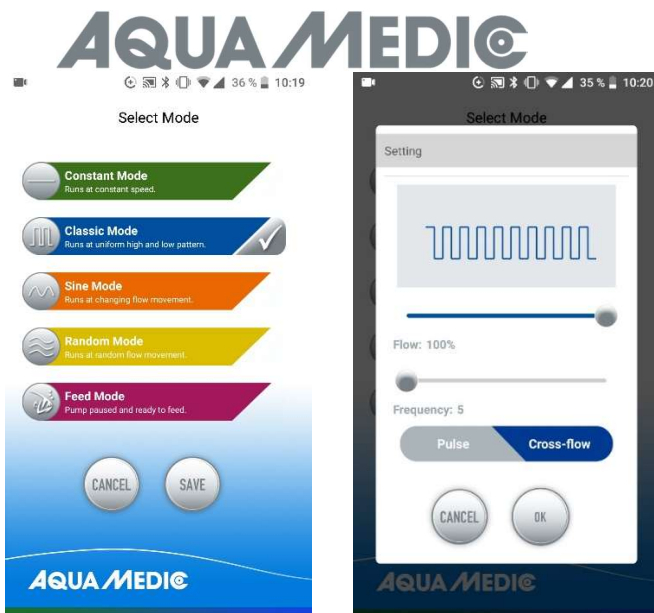 AQUA MEDIC
36 % 10:19
Select Mode
Constant Mode
Runs at constant speed.
Classic Mode
Runs at uniform high and low pattern.
Sine Mode
Runs at changing flow movement.
Random Mode
Runs at random flow movement.
Feed Mode
Pump paused and ready to feed.
CANCEL
SAVE
AQUA MEDIC
35 % 10:20
Select Mode
Setting
Flow: 100%
Frequency: 5
Pulse
Cross-flow
CANCEL
OK
AQUA MEDIC